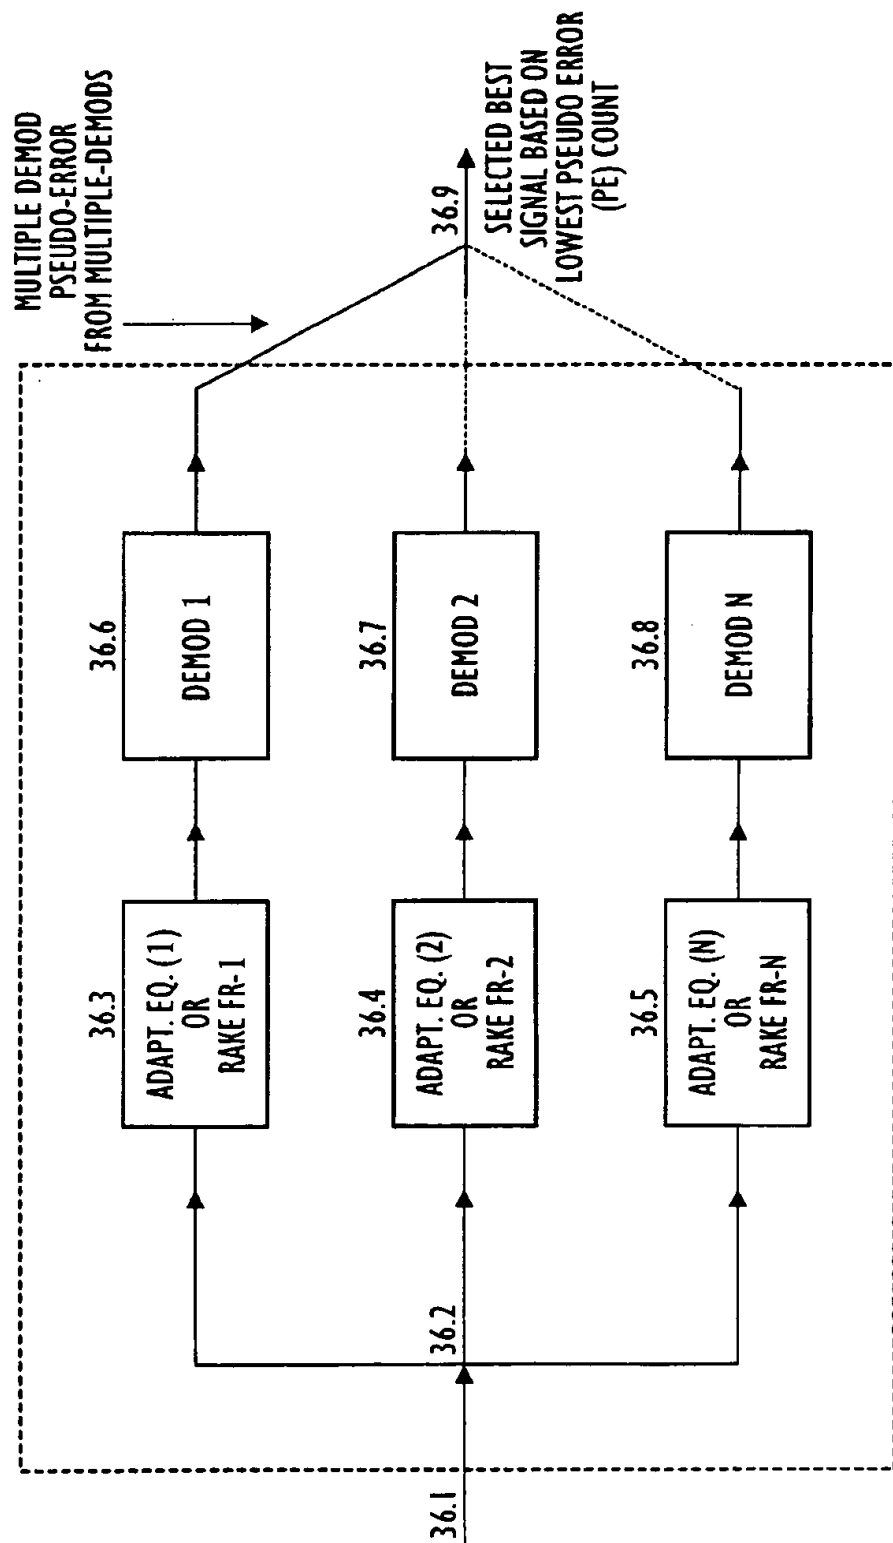 36.1
36.2
36.3
ADAPT. EQ. (1)
OR
RAKE FR-1
36.4
ADAPT. EQ. (2)
OR
RAKE FR-2
36.5
ADAPT. EQ. (N)
OR
RAKE FR-N
36.6
DEMOD 1
36.7
DEMOD 2
36.8
DEMOD N
MULTIPLE DEMOD
PSEUDO-ERROR
FROM MULTIPLE-DEMODS
36.9
SELECTED BEST
SIGNAL BASED ON
LOWEST PSEUDO ERROR
(PE) COUNT